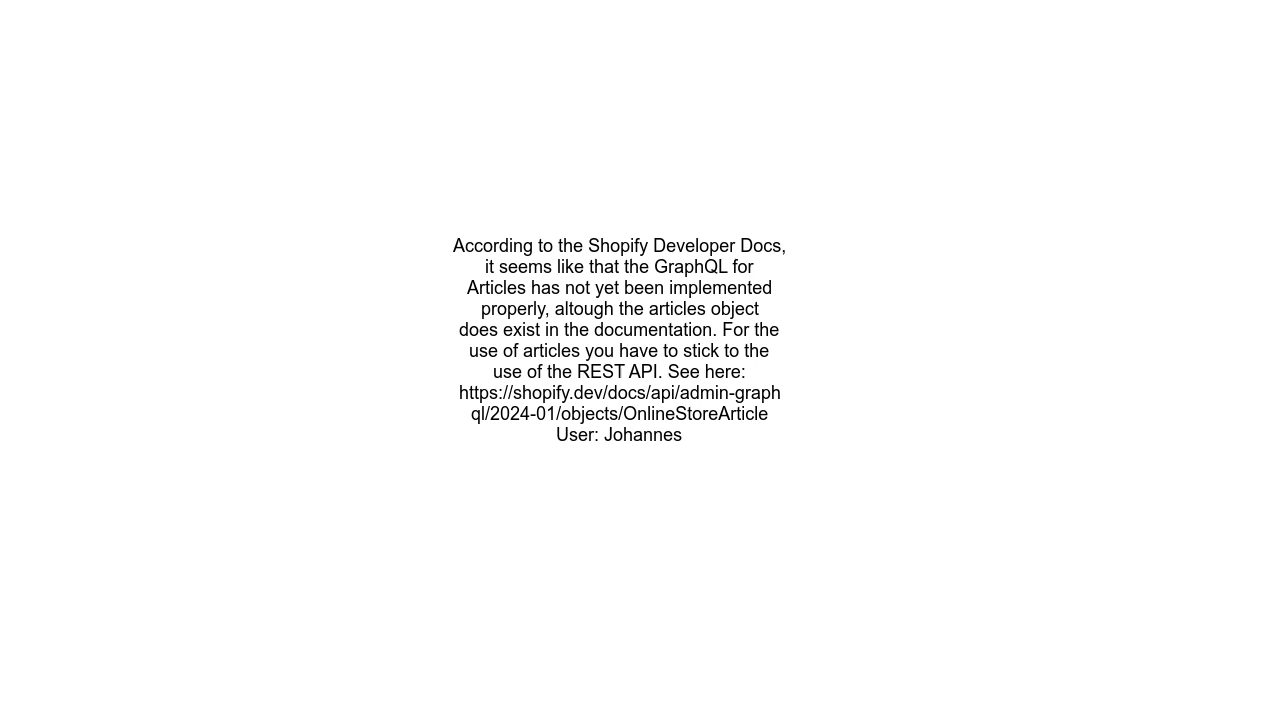 According to the Shopify Developer Docs,
it seems like that the GraphQL for
Articles has not yet been implemented
properly, altough the articles object
does exist in the documentation. For the
use of articles you have to stick to the
use of the REST API. See here:
https://shopify.dev/docs/api/admin-graph
ql/2024-01/objects/OnlineStoreArticle
User: Johannes